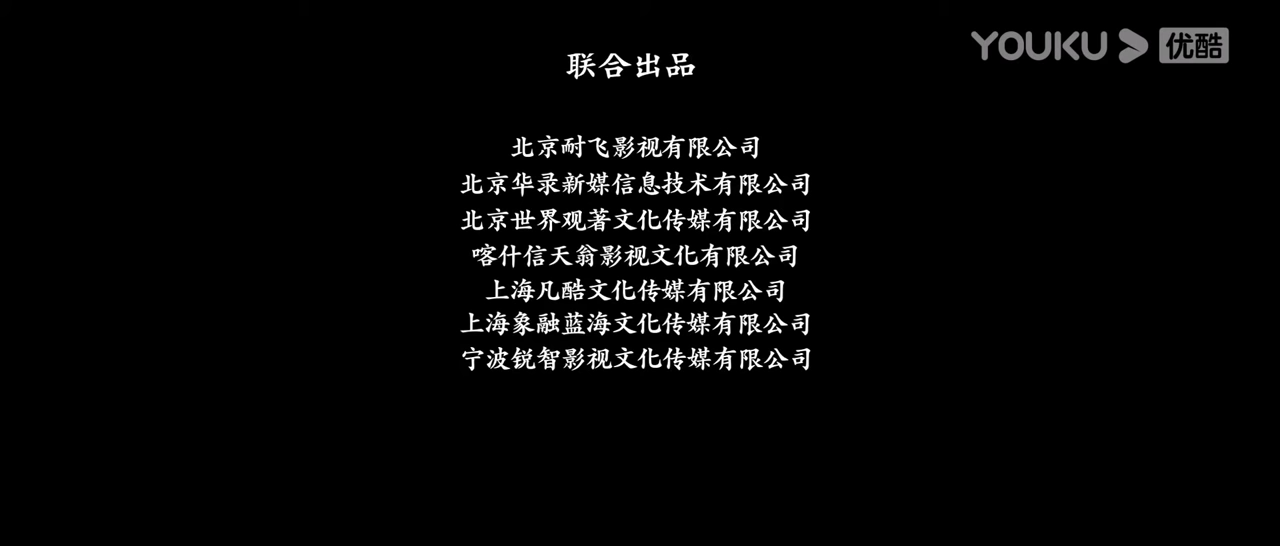 YOUKU 优酷
联合出品
北京耐飞影视有限公司
北京华录新媒信息技术有限公司
北京世界观著文化传媒有限公司
喀什信天翁影视文化有限公司
上海凡酷文化传媒有限公司
上海象融蓝海文化传媒有限公司
宁波锐智影视文化传媒有限公司